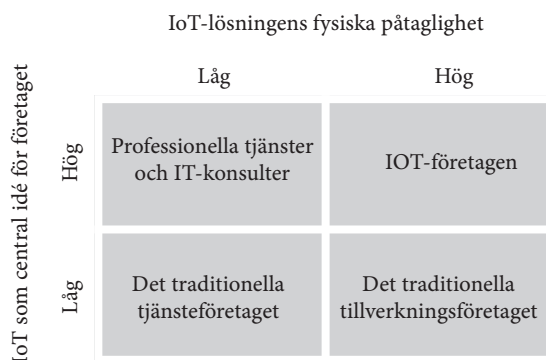 IoT-lösningens fysiska påtaglighet
Låg
Hög
IoT som central idé för företaget
Hög
Professionella tjänster
och IT-konsulter
IOT-företagen
Låg
Det traditionella
tjänsteföretaget
Det traditionella
tillverkningsföretaget